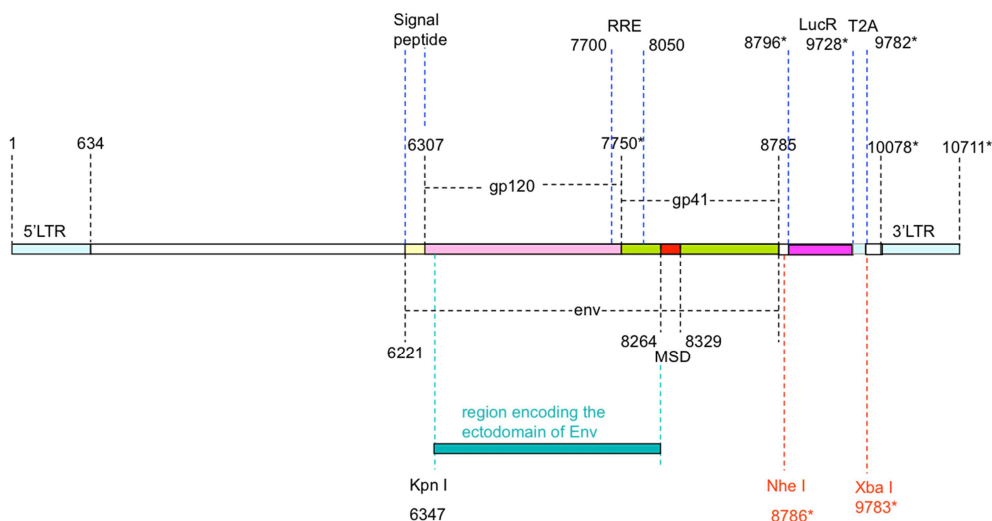 Signal
peptide
RRE
LucR T2A
7700 8050 8796* 9728* 9782*
1 634 6307 7750* 8785 10078* 10711*
gp120
gp41
5'LTR 3'LTR
env
6221 8264 8329
MSD
region encoding the
ectodomain of Env
Kpn I Nhe I Xba I
6347 8786* 9783*